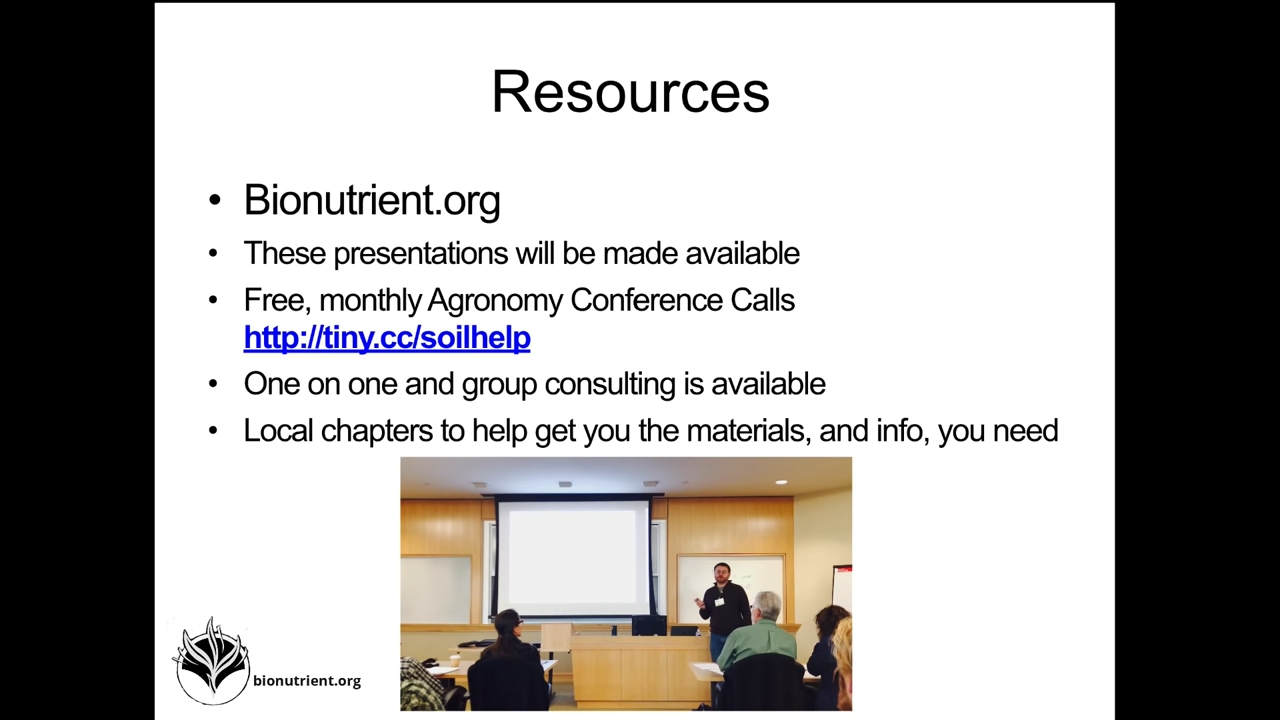 Resources
• Bionutrient.org
• These presentations will be made available
• Free, monthly Agronomy Conference Calls
http://tiny.cc/soilhelp
• One on one and group consulting is available
• Local chapters to help get you the materials, and info, you need
bionutrient.org